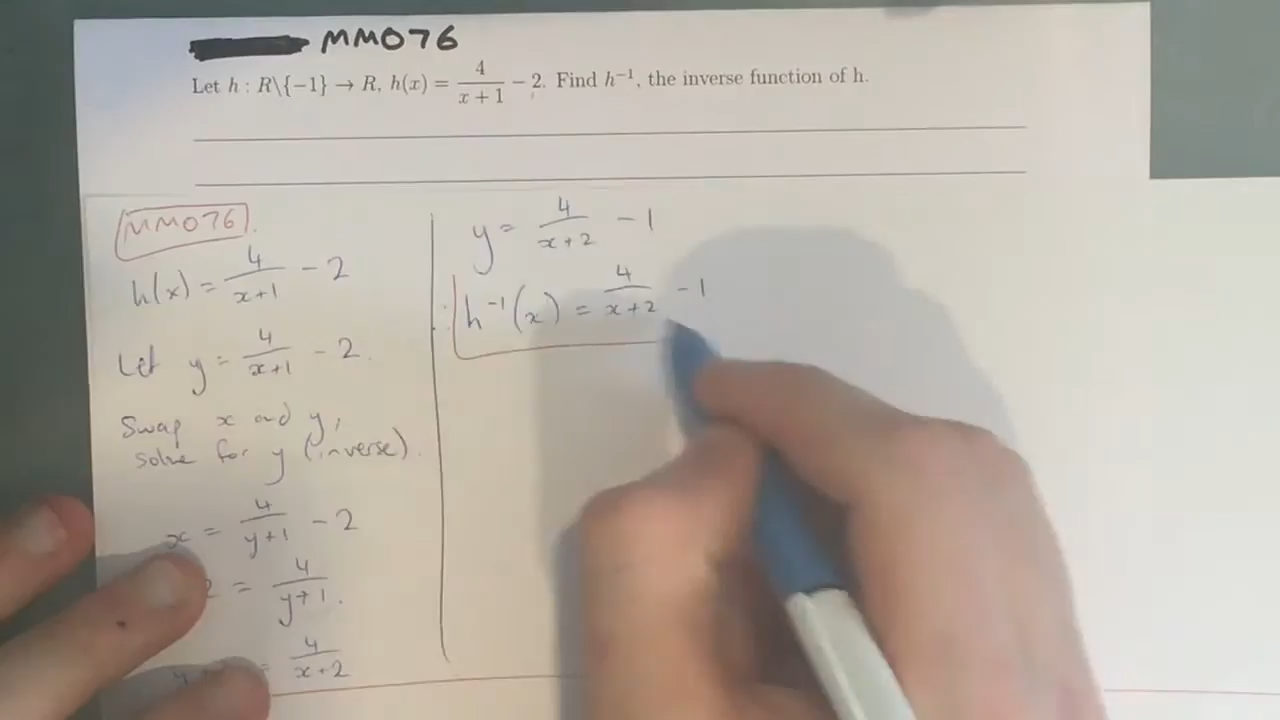 MM076
Let h : R\{−1} → R, h(x) = 4/(x + 1) − 2. Find h⁻¹, the inverse function of h.
MM076.
h(x) = 4/(x+1) − 2
Let y = 4/(x+1) − 2.
Swap x and y,
solve for y (inverse).
x = 4/(y+1) − 2
2 = 4/(y+1).
= 4/(x+2)
y = 4/(x+2) − 1
∴ h⁻¹(x) = 4/(x+2) − 1